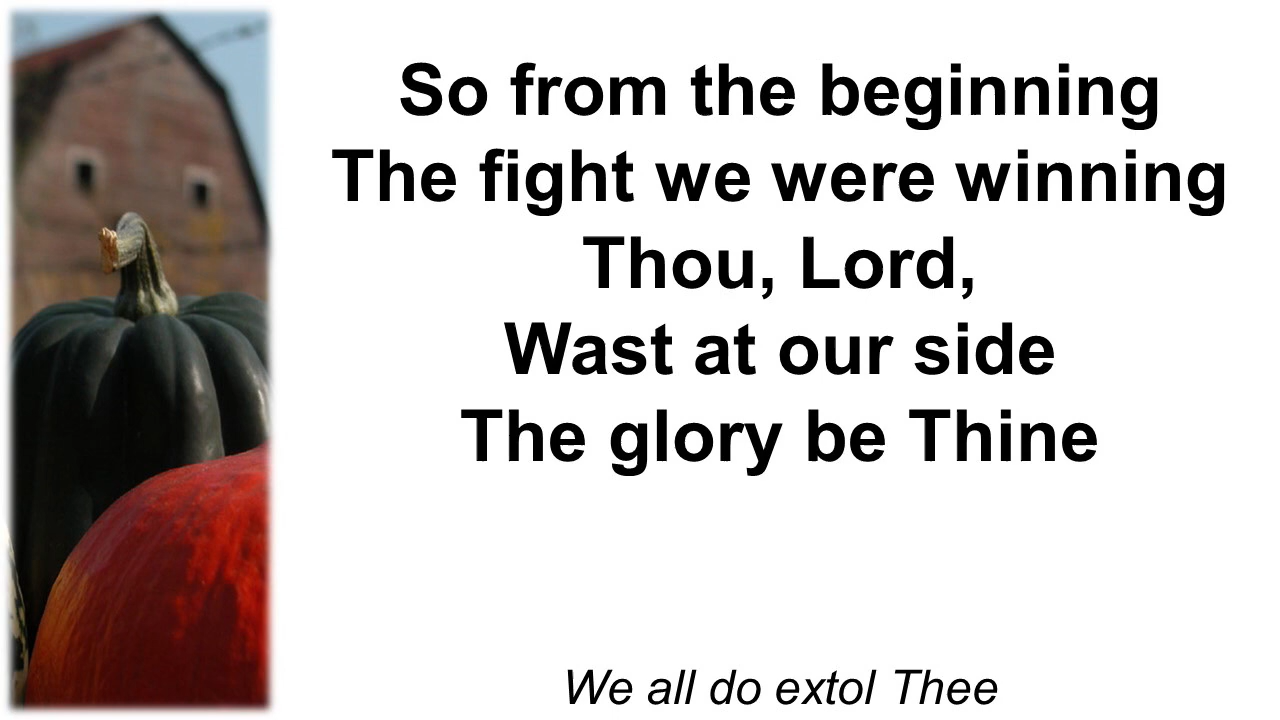 So from the beginning
The fight we were winning
Thou, Lord,
Wast at our side
The glory be Thine
We all do extol Thee